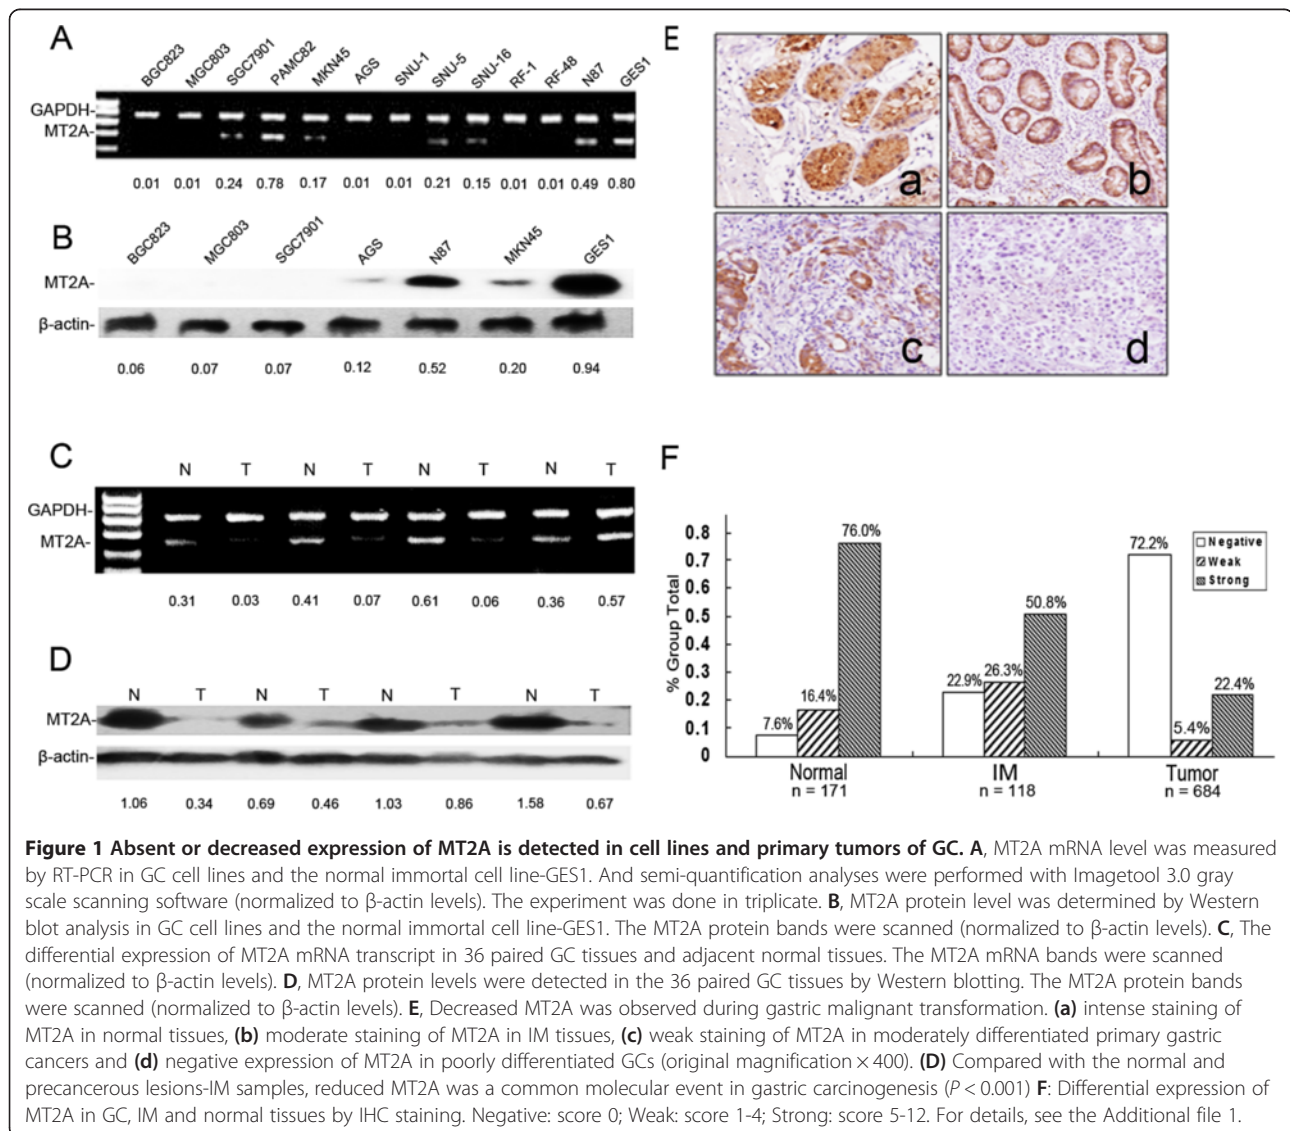 A
BGC823 MGC803 SGC7901 PAMC82 MKN45 AGS SNU-1 SNU-5 SNU-16 RF-1 RF-48 N87 GES1
GAPDH-
MT2A-
0.01 0.01 0.24 0.78 0.17 0.01 0.01 0.21 0.15 0.01 0.01 0.49 0.80
B
BGC823 MGC803 SGC7901 AGS N87 MKN45 GES1
MT2A-
β-actin-
0.06 0.07 0.07 0.12 0.52 0.20 0.94
C
N T N T N T N T
GAPDH-
MT2A-
0.31 0.03 0.41 0.07 0.61 0.06 0.36 0.57
D
N T N T N T N T
MT2A-
β-actin-
1.06 0.34 0.69 0.46 1.03 0.86 1.58 0.67
E
a b
c d
F
% Group Total
0.8
0.7
0.6
0.5
0.4
0.3
0.2
0.1
0
7.6% 16.4% 76.0%
22.9% 26.3% 50.8%
72.2% 5.4% 22.4%
Negative
Weak
Strong
Normal IM Tumor
n = 171 n = 118 n = 684
Figure 1 Absent or decreased expression of MT2A is detected in cell lines and primary tumors of GC. A, MT2A mRNA level was measured
by RT-PCR in GC cell lines and the normal immortal cell line-GES1. And semi-quantification analyses were performed with Imagetool 3.0 gray
scale scanning software (normalized to β-actin levels). The experiment was done in triplicate. B, MT2A protein level was determined by Western
blot analysis in GC cell lines and the normal immortal cell line-GES1. The MT2A protein bands were scanned (normalized to β-actin levels). C, The
differential expression of MT2A mRNA transcript in 36 paired GC tissues and adjacent normal tissues. The MT2A mRNA bands were scanned
(normalized to β-actin levels). D, MT2A protein levels were detected in the 36 paired GC tissues by Western blotting. The MT2A protein bands
were scanned (normalized to β-actin levels). E, Decreased MT2A was observed during gastric malignant transformation. (a) intense staining of
MT2A in normal tissues, (b) moderate staining of MT2A in IM tissues, (c) weak staining of MT2A in moderately differentiated primary gastric
cancers and (d) negative expression of MT2A in poorly differentiated GCs (original magnification × 400). (D) Compared with the normal and
precancerous lesions-IM samples, reduced MT2A was a common molecular event in gastric carcinogenesis (P < 0.001) F: Differential expression of
MT2A in GC, IM and normal tissues by IHC staining. Negative: score 0; Weak: score 1-4; Strong: score 5-12. For details, see the Additional file 1.